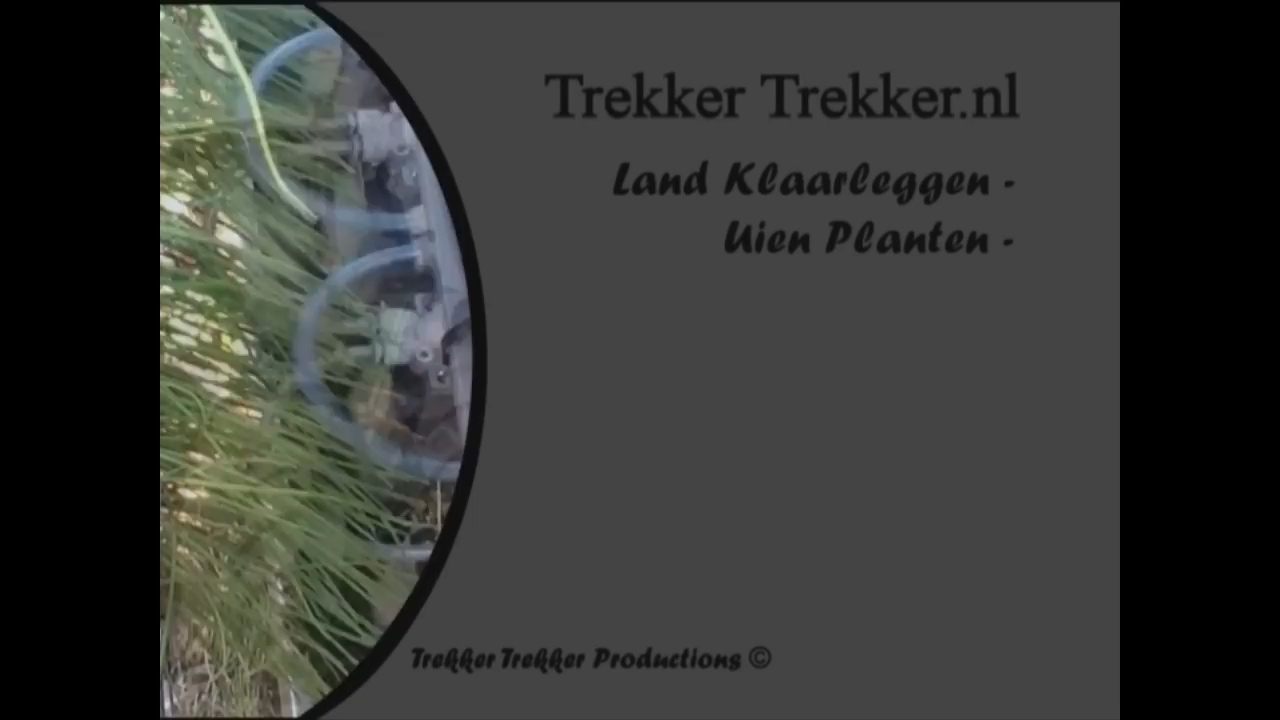 Trekker Trekker.nl
Land Klaarleggen -
Uien Planten -
Trekker Trekker Productions ©